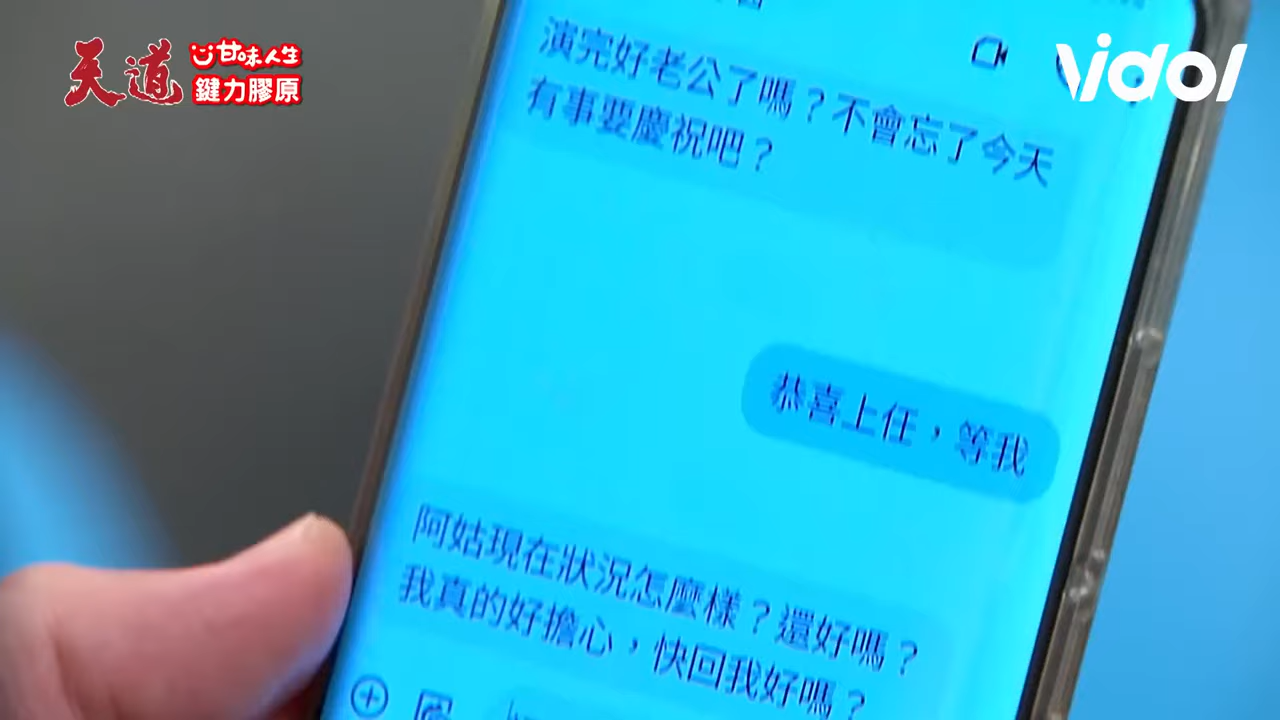 天道
甘味人生
鍵力膠原
vidol
演完好老公了嗎？不會忘了今天
有事要慶祝吧？
恭喜上任，等我
阿姑現在狀況怎麼樣？還好嗎？
我真的好擔心，快回我好嗎？